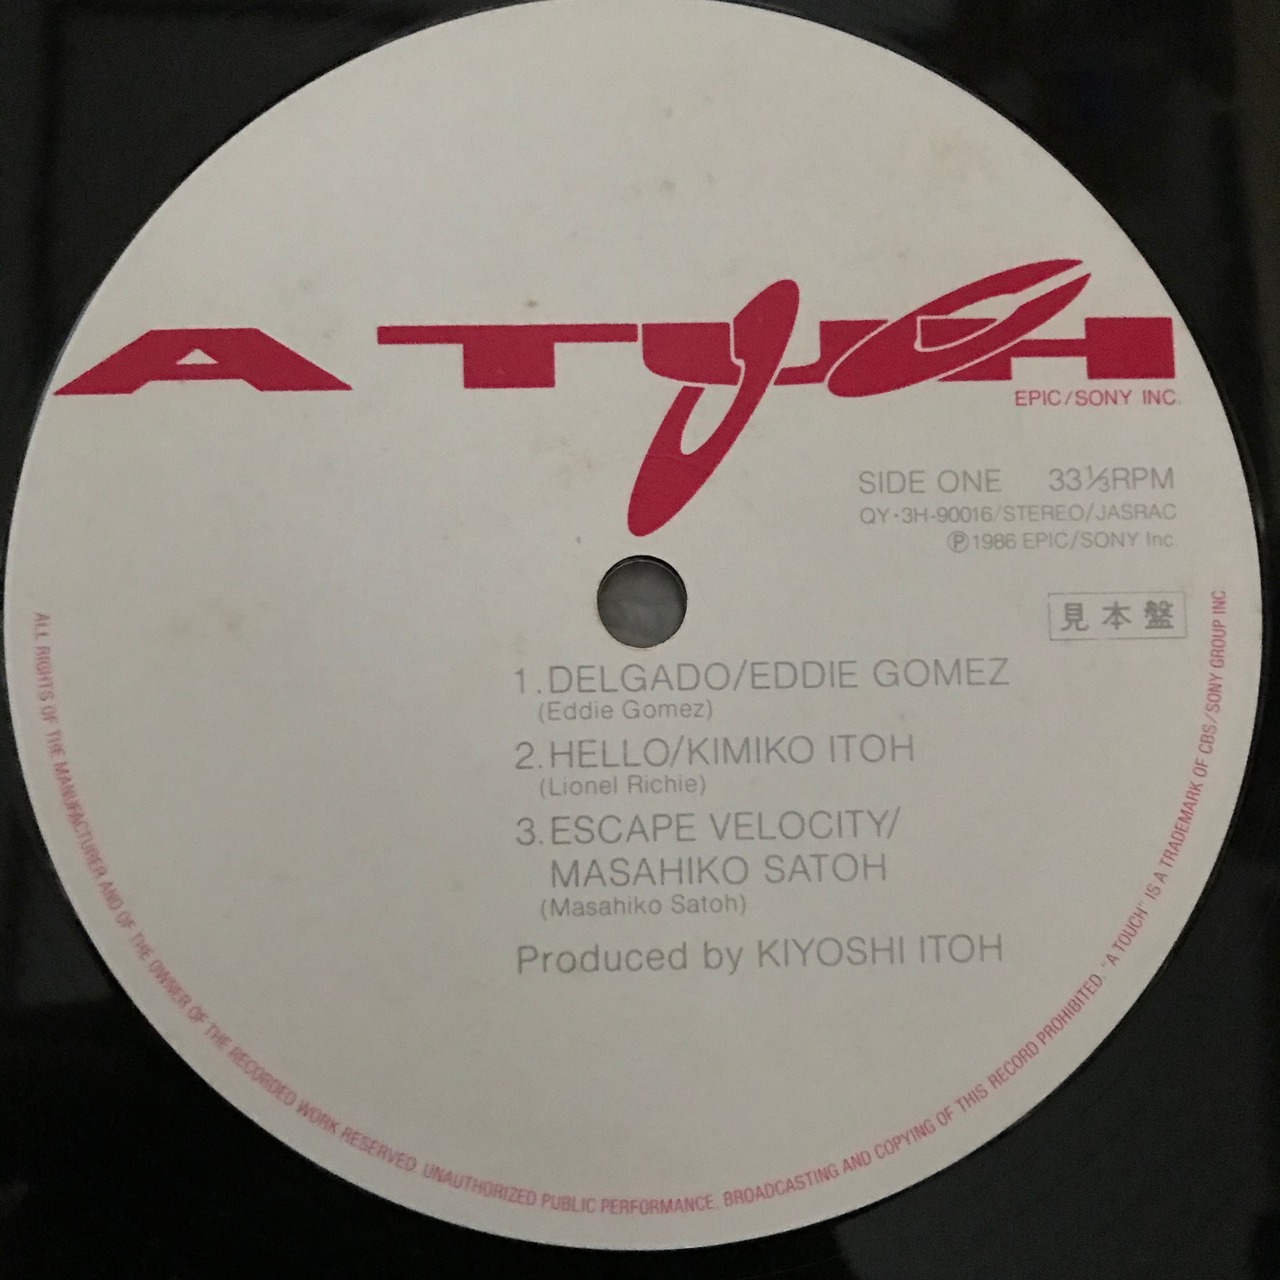 A TOUCH
EPIC/SONY INC.
SIDE ONE 33⅓RPM
QY·3H-90016/STEREO/JASRAC
Ⓟ1986 EPIC/SONY Inc.
見本盤
1. DELGADO/EDDIE GOMEZ
(Eddie Gomez)
2. HELLO/KIMIKO ITOH
(Lionel Richie)
3. ESCAPE VELOCITY/
MASAHIKO SATOH
(Masahiko Satoh)
Produced by KIYOSHI ITOH
ALL RIGHTS OF THE MANUFACTURER AND OF THE OWNER OF THE RECORDED WORK RESERVED. UNAUTHORIZED PUBLIC PERFORMANCE, BROADCASTING AND COPYING OF THIS RECORD PROHIBITED. "A TOUCH" IS A TRADEMARK OF CBS/SONY GROUP INC.